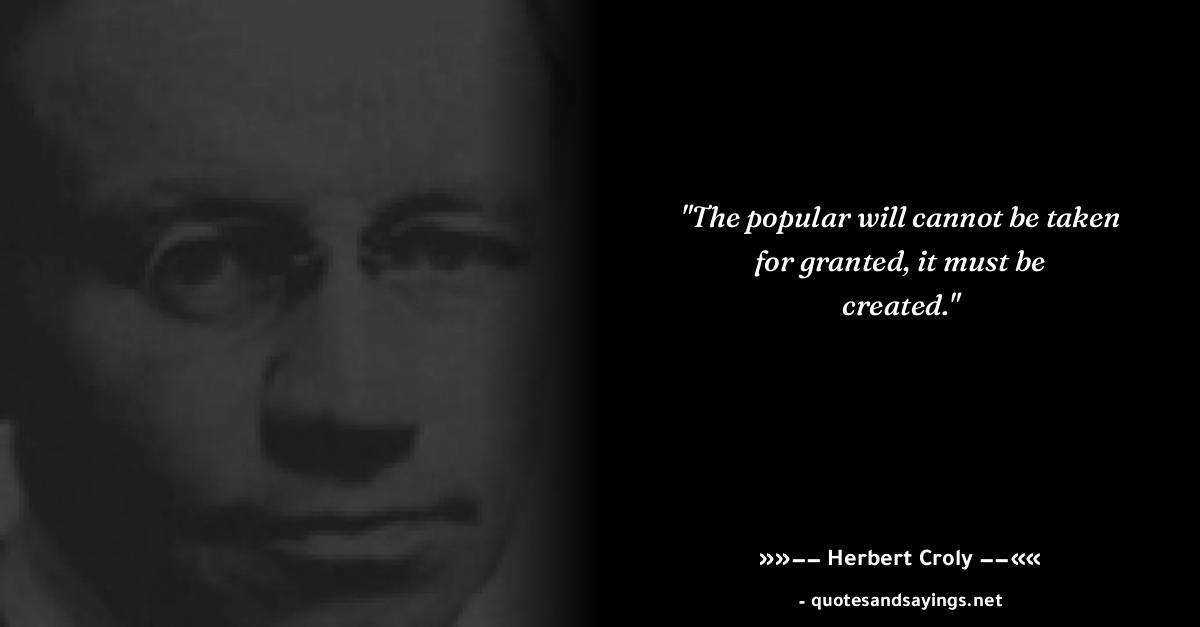 "The popular will cannot be taken
for granted, it must be
created."
»»−− Herbert Croly −−««
- quotesandsayings.net